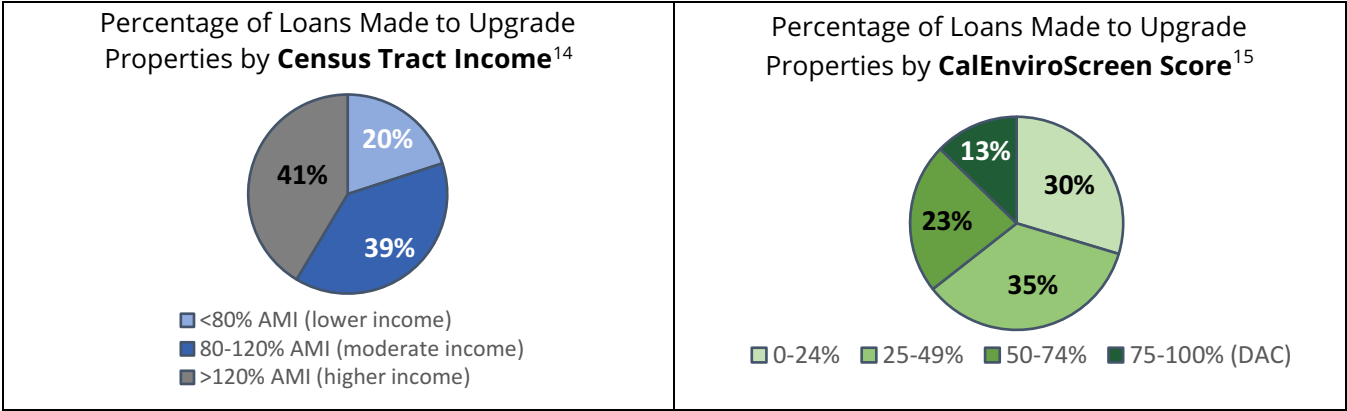 Percentage of Loans Made to Upgrade
Properties by Census Tract Income14
20%
41%
39%
<80% AMI (lower income)
80-120% AMI (moderate income)
>120% AMI (higher income)
Percentage of Loans Made to Upgrade
Properties by CalEnviroScreen Score15
13%
30%
23%
35%
0-24% 25-49% 50-74% 75-100% (DAC)